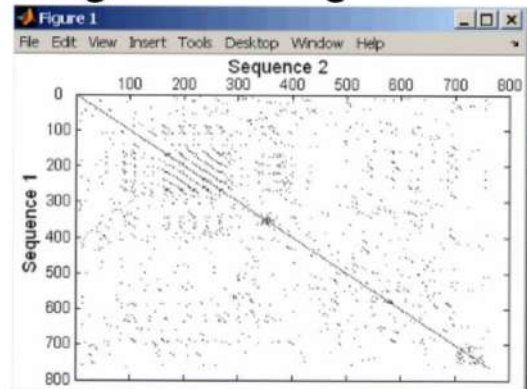 Figure 1
File Edit View Insert Tools Desktop Window Help
Sequence 2
100 200 300 400 500 600 700 800
0
100
200
300
400
500
600
700
800
Sequence 1